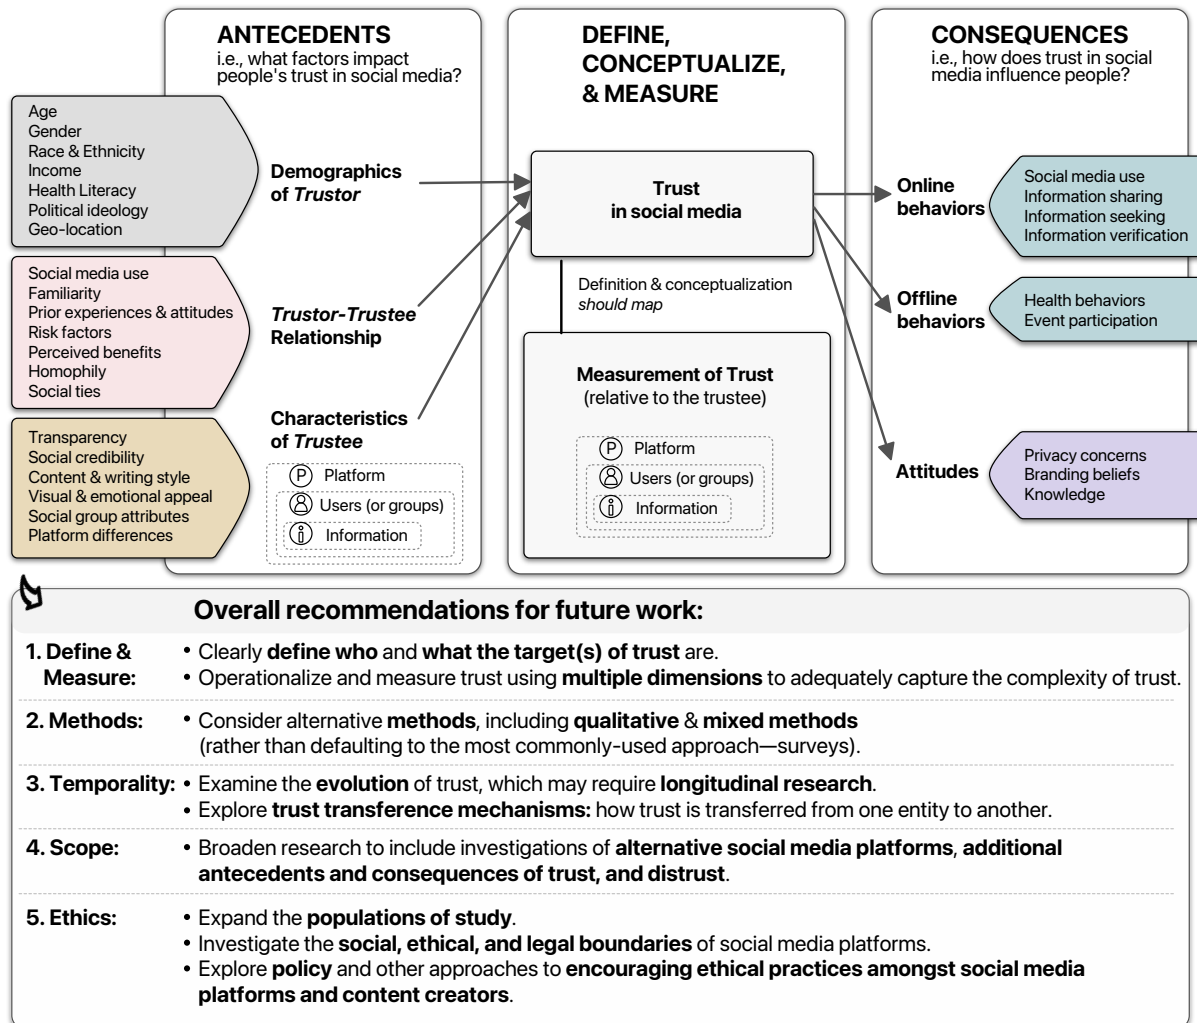 ANTECEDENTS
i.e., what factors impact
people's trust in social media?
Age
Gender
Race & Ethnicity
Income
Health Literacy
Political ideology
Geo-location
Demographics
of Trustor
Social media use
Familiarity
Prior experiences & attitudes
Risk factors
Perceived benefits
Homophily
Social ties
Trustor-Trustee
Relationship
Transparency
Social credibility
Content & writing style
Visual & emotional appeal
Social group attributes
Platform differences
Characteristics
of Trustee
P Platform
Users (or groups)
i Information
DEFINE,
CONCEPTUALIZE,
& MEASURE
Trust
in social media
Definition & conceptualization
should map
Measurement of Trust
(relative to the trustee)
P Platform
Users (or groups)
i Information
CONSEQUENCES
i.e., how does trust in social
media influence people?
Online
behaviors
Social media use
Information sharing
Information seeking
Information verification
Offline
behaviors
Health behaviors
Event participation
Attitudes
Privacy concerns
Branding beliefs
Knowledge
Overall recommendations for future work:
1. Define &
Measure:
• Clearly define who and what the target(s) of trust are.
• Operationalize and measure trust using multiple dimensions to adequately capture the complexity of trust.
2. Methods:
• Consider alternative methods, including qualitative & mixed methods
(rather than defaulting to the most commonly-used approach—surveys).
3. Temporality:
• Examine the evolution of trust, which may require longitudinal research.
• Explore trust transference mechanisms: how trust is transferred from one entity to another.
4. Scope:
• Broaden research to include investigations of alternative social media platforms, additional
antecedents and consequences of trust, and distrust.
5. Ethics:
• Expand the populations of study.
• Investigate the social, ethical, and legal boundaries of social media platforms.
• Explore policy and other approaches to encouraging ethical practices amongst social media
platforms and content creators.